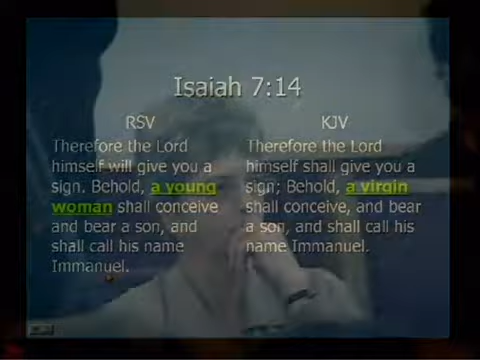 Isaiah 7:14
RSV
Therefore the Lord
himself will give you a
sign. Behold, a young
woman shall conceive
and bear a son, and
shall call his name
Immanuel.
KJV
Therefore the Lord
himself shall give you a
sign; Behold, a virgin
shall conceive, and bear
a son, and shall call his
name Immanuel.